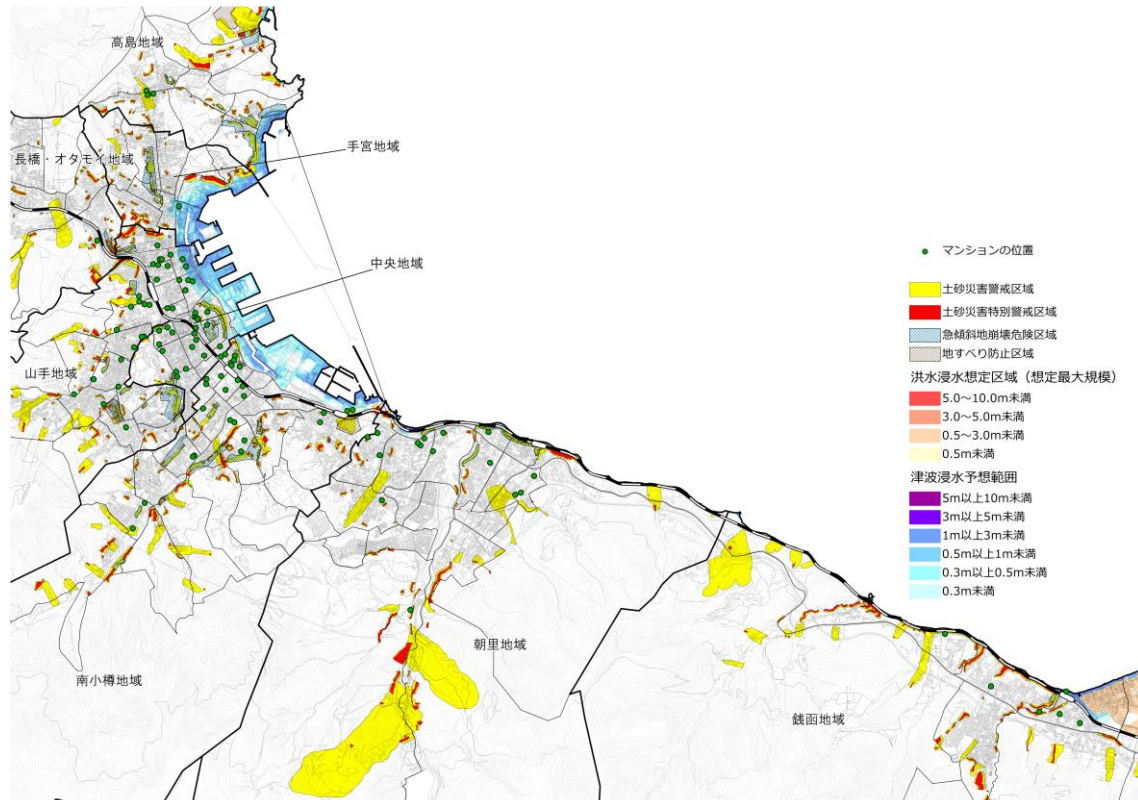 高島地域
手宮地域
長橋・オタモイ地域
中央地域
山手地域
朝里地域
南小樽地域
銭函地域
マンションの位置
土砂災害警戒区域
土砂災害特別警戒区域
急傾斜地崩壊危険区域
地すべり防止区域
洪水浸水想定区域（想定最大規模）
5.0～10.0m未満
3.0～5.0m未満
0.5～3.0m未満
0.5m未満
津波浸水予想範囲
5m以上10m未満
3m以上5m未満
1m以上3m未満
0.5m以上1m未満
0.3m以上0.5m未満
0.3m未満